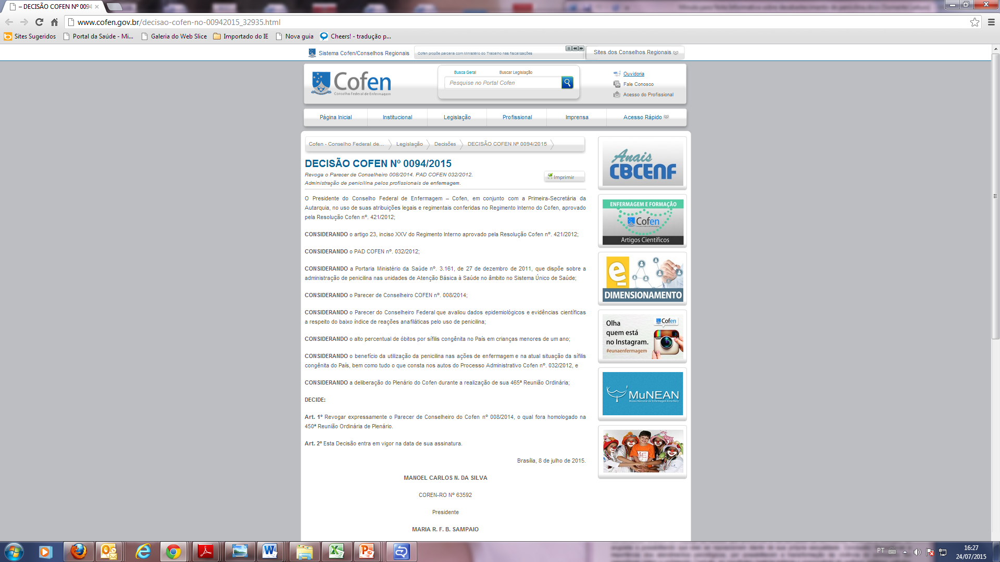 – DECISÃO COFEN Nº 0094
www.cofen.gov.br/decisao-cofen-no-00942015_32935.html
Sites Sugeridos
Portal da Saúde - Mi...
Galeria do Web Slice
Importado do IE
Nova guia
Cheers! - tradução p...
Sistema Cofen/Conselhos Regionais
Cofen propõe parceria com Ministério do Trabalho nas fiscalizações
Sites dos Conselhos Regionais
Cofen
Conselho Federal de Enfermagem
Busca Geral
Buscar Legislação
Pesquise no Portal Cofen
Ouvidoria
Fale Conosco
Acesso do Profissional
Página Inicial
Institucional
Legislação
Profissional
Imprensa
Acesso Rápido
Cofen - Conselho Federal de...
Legislação
Decisões
DECISÃO COFEN Nº 0094/2015
DECISÃO COFEN Nº 0094/2015
Revoga o Parecer de Conselheiro 008/2014. PAD COFEN 032/2012.
Administração de penicilina pelos profissionais de enfermagem.
Imprimir
O Presidente do Conselho Federal de Enfermagem – Cofen, em conjunto com a Primeira-Secretária da
Autarquia, no uso de suas atribuições legais e regimentais conferidas no Regimento Interno do Cofen, aprovado
pela Resolução Cofen nº. 421/2012;
CONSIDERANDO o artigo 23, inciso XXV do Regimento Interno aprovado pela Resolução Cofen nº. 421/2012;
CONSIDERANDO o PAD COFEN nº. 032/2012;
CONSIDERANDO a Portaria Ministério da Saúde nº. 3.161, de 27 de dezembro de 2011, que dispõe sobre a
administração de penicilina nas unidades de Atenção Básica à Saúde no âmbito no Sistema Único de Saúde;
CONSIDERANDO o Parecer de Conselheiro COFEN nº. 008/2014;
CONSIDERANDO o Parecer do Conselheiro Federal que avaliou dados epidemiológicos e evidências científicas
a respeito do baixo índice de reações anafiláticas pelo uso de penicilina;
CONSIDERANDO o alto percentual de óbitos por sífilis congênita no País em crianças menores de um ano;
CONSIDERANDO o benefício da utilização da penicilina nas ações de enfermagem e na atual situação da sífilis
congênita do País, bem como tudo o que consta nos autos do Processo Administrativo Cofen nº. 032/2012, e
CONSIDERANDO a deliberação do Plenário do Cofen durante a realização de sua 465ª Reunião Ordinária;
DECIDE:
Art. 1º Revogar expressamente o Parecer de Conselheiro do Cofen nº 008/2014, o qual fora homologado na
450ª Reunião Ordinária de Plenário.
Art. 2º Esta Decisão entra em vigor na data de sua assinatura.
Brasília, 8 de julho de 2015.
MANOEL CARLOS N. DA SILVA
COREN-RO Nº 63592
Presidente
MARIA R. F. B. SAMPAIO
Anais
CBCENF
ENFERMAGEM E FORMAÇÃO
Cofen
Artigos Científicos
e
DIMENSIONAMENTO
Cofen
Olha
quem está
no Instagram.
#eunaenfermagem
MuNEAN
Museu Nacional de Enfermagem Anna Nery
PT
16:27
24/07/2015